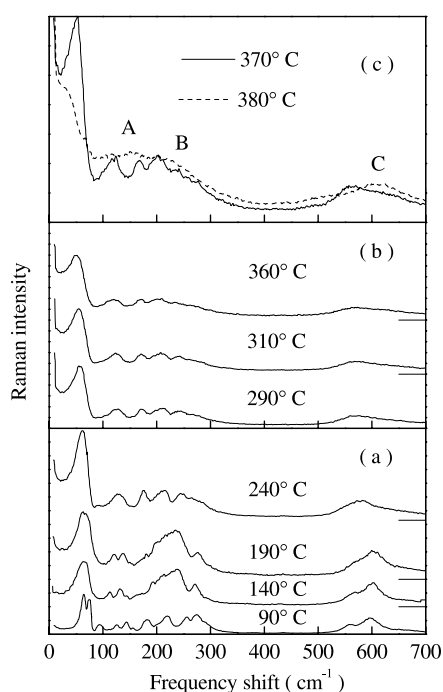 ( c )
370° C
380° C
A
B
C
( b )
360° C
310° C
290° C
( a )
240° C
190° C
140° C
90° C
0 100 200 300 400 500 600 700
Frequency shift ( cm-1 )
Raman intensity